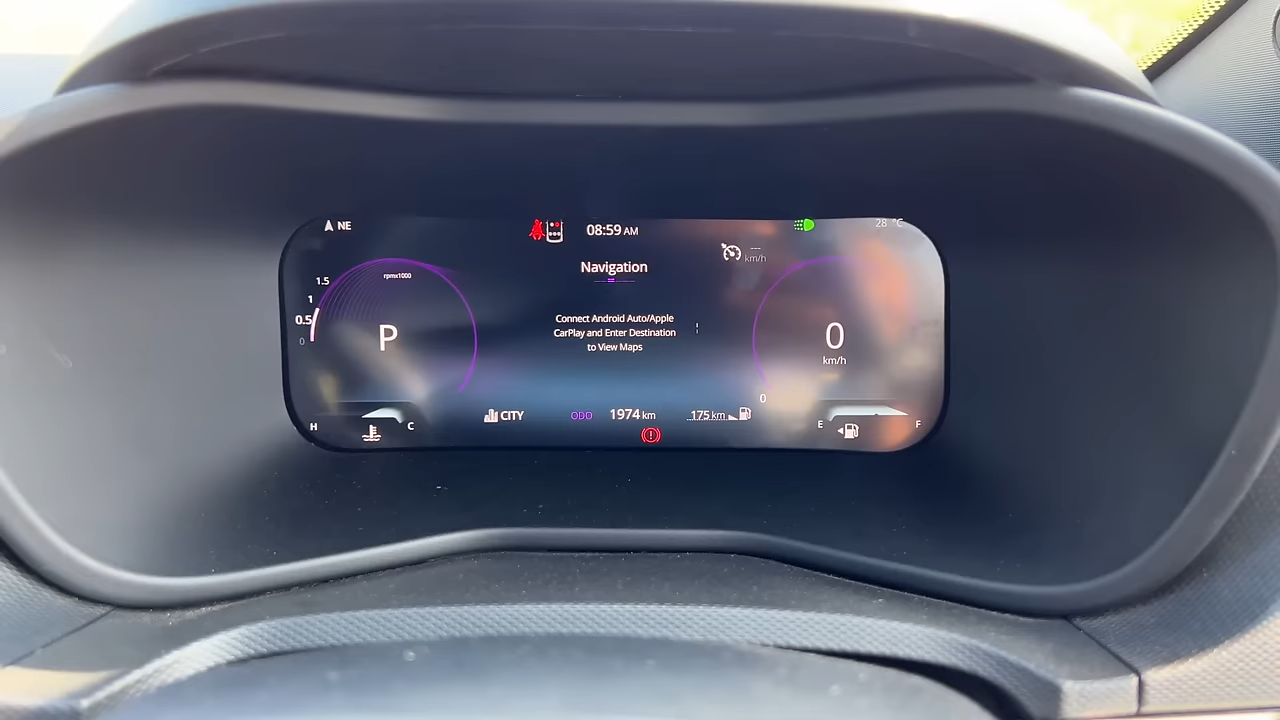 NE
08:59 AM
28 °C
--- km/h
Navigation
rpmx1000
1.5
1
0.5
0
P
Connect Android Auto/Apple
CarPlay and Enter Destination
to View Maps
0
km/h
0
CITY
ODO 1974 km
175 km
H
C
E
F